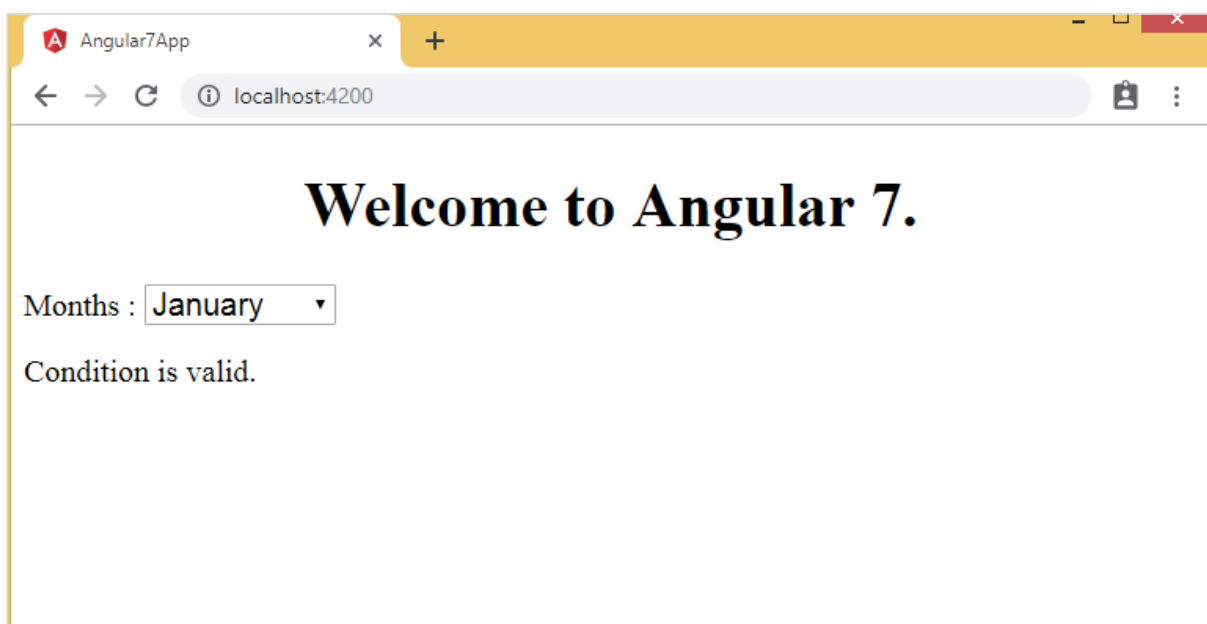 Angular7App
localhost:4200
Welcome to Angular 7.
Months : January
Condition is valid.